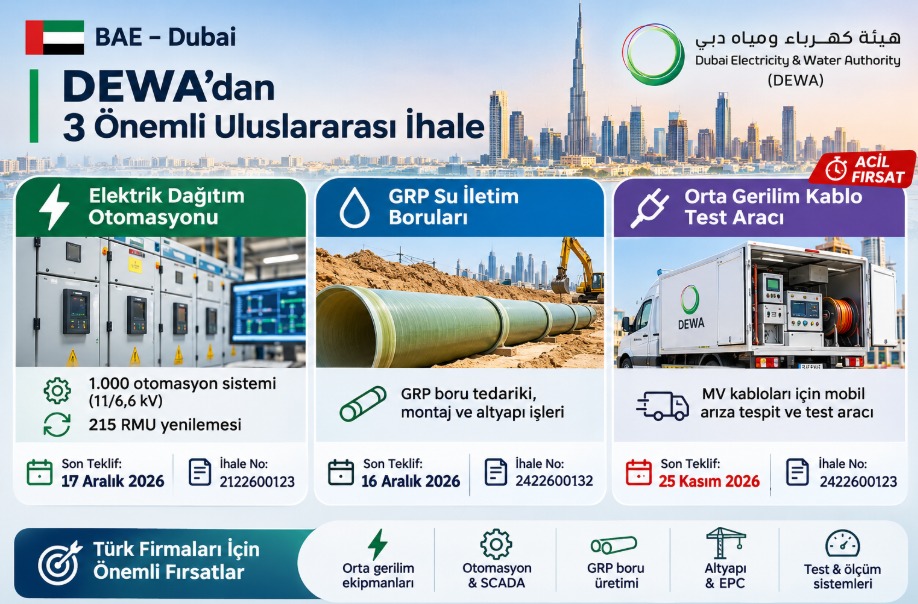 BAE – Dubai
DEWA'dan
3 Önemli Uluslararası İhale
هيئة كهرباء ومياه دبي
Dubai Electricity & Water Authority
(DEWA)
ACİL
FIRSAT
Elektrik Dağıtım
Otomasyonu
1.000 otomasyon sistemi
(11/6,6 kV)
215 RMU yenilemesi
Son Teklif:
17 Aralık 2026
İhale No:
2122600123
GRP Su İletim
Boruları
GRP boru tedariki,
montaj ve altyapı işleri
Son Teklif:
16 Aralık 2026
İhale No:
2422600132
Orta Gerilim Kablo
Test Aracı
DEWA
MV kabloları için mobil
arıza tespit ve test aracı
Son Teklif:
25 Kasım 2026
İhale No:
2422600123
Türk Firmaları İçin
Önemli Fırsatlar
Orta gerilim
ekipmanları
Otomasyon
& SCADA
GRP boru
üretimi
Altyapı
& EPC
Test & ölçüm
sistemleri